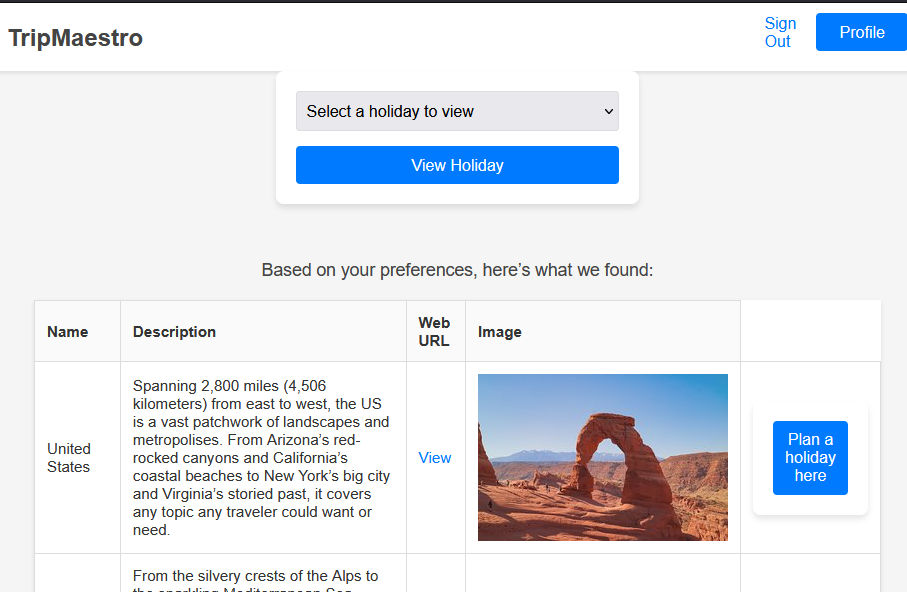 TripMaestro
Sign
Out
Profile
Select a holiday to view
View Holiday
Based on your preferences, here’s what we found:
Name
Description
Web
URL
Image
United
States
Spanning 2,800 miles (4,506
kilometers) from east to west, the US
is a vast patchwork of landscapes and
metropolises. From Arizona’s red-
rocked canyons and California’s
coastal beaches to New York’s big city
and Virginia’s storied past, it covers
any topic any traveler could want or
need.
View
Plan a
holiday
here
From the silvery crests of the Alps to
the sparkling Mediterranean Sea